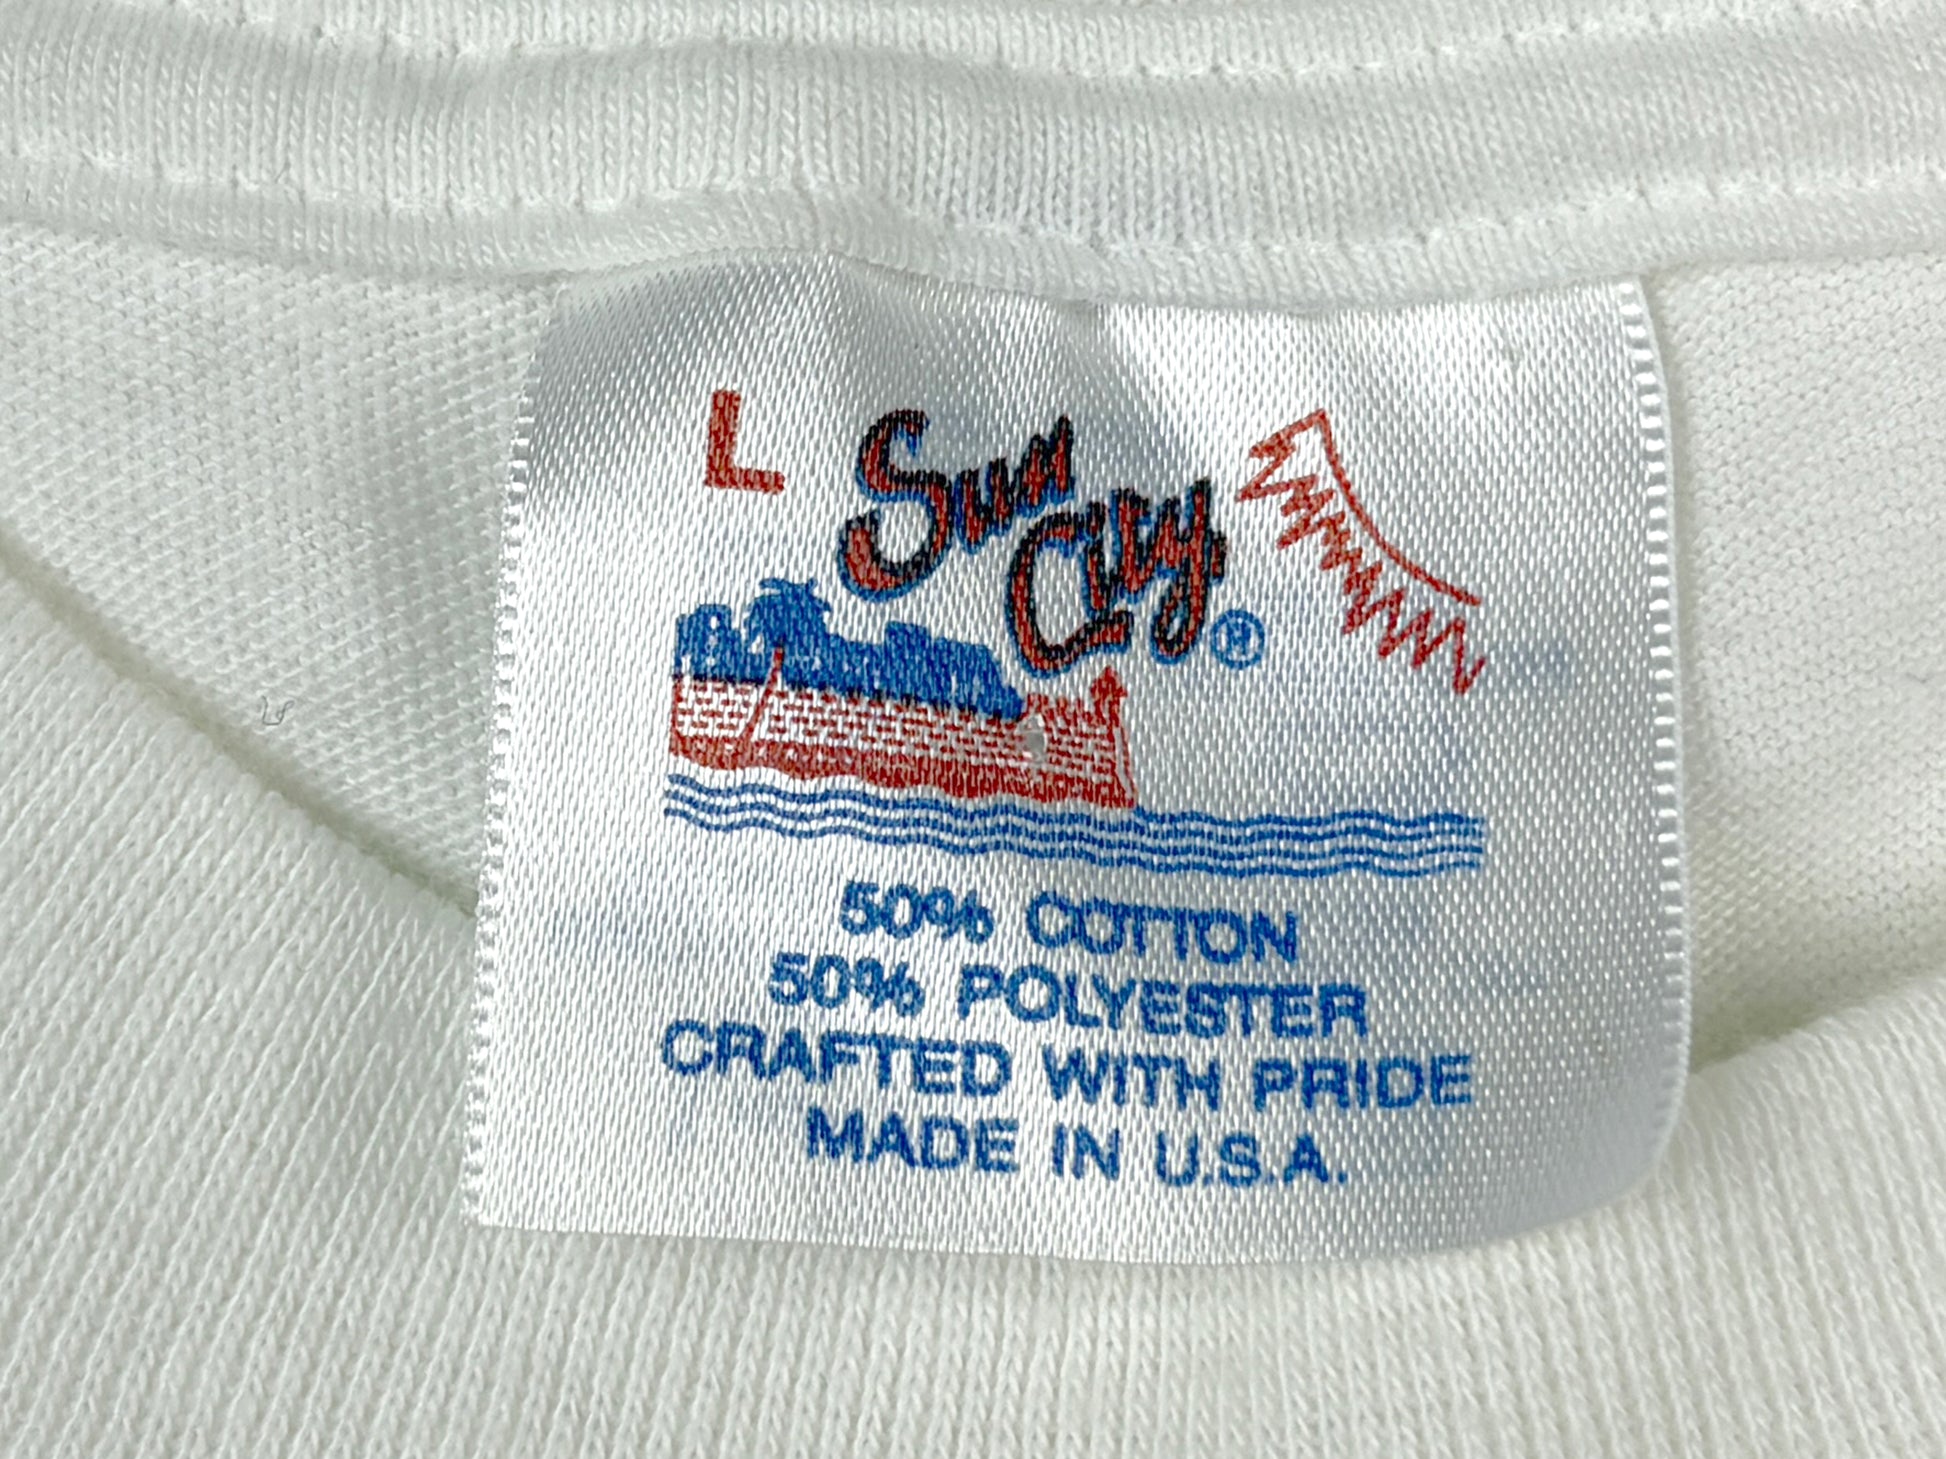 L
Sun
City ®
50% COTTON
50% POLYESTER
CRAFTED WITH PRIDE
MADE IN U.S.A.